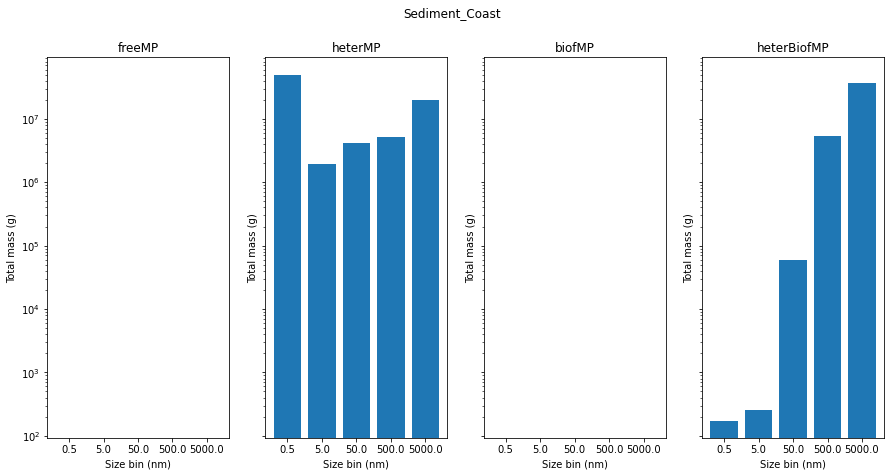 Sediment_Coast
freeMP
heterMP
biofMP
heterBiofMP
Total mass (g)
10^7
10^6
10^5
10^4
10^3
10^2
0.5 5.0 50.0 500.0 5000.0
Size bin (nm)
Total mass (g)
0.5 5.0 50.0 500.0 5000.0
Size bin (nm)
Total mass (g)
0.5 5.0 50.0 500.0 5000.0
Size bin (nm)
Total mass (g)
0.5 5.0 50.0 500.0 5000.0
Size bin (nm)